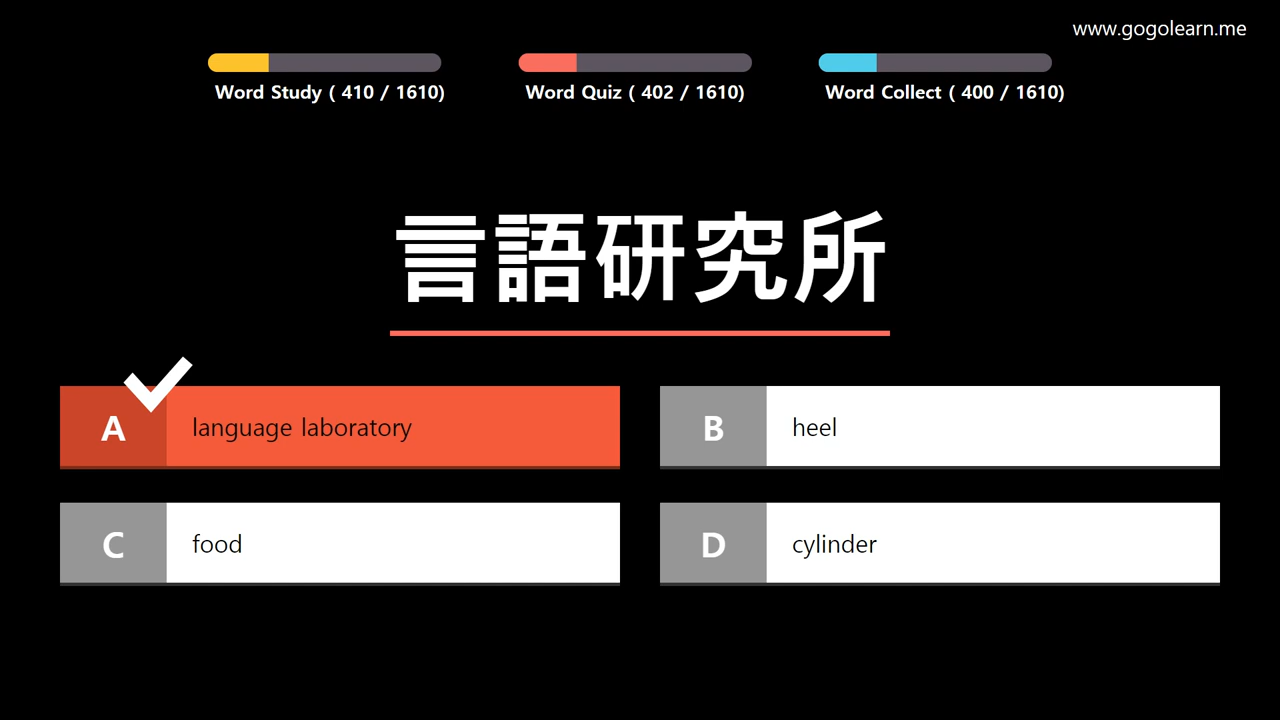 www.gogolearn.me
Word Study ( 410 / 1610)
Word Quiz ( 402 / 1610)
Word Collect ( 400 / 1610)
言語研究所
A language laboratory
B heel
C food
D cylinder